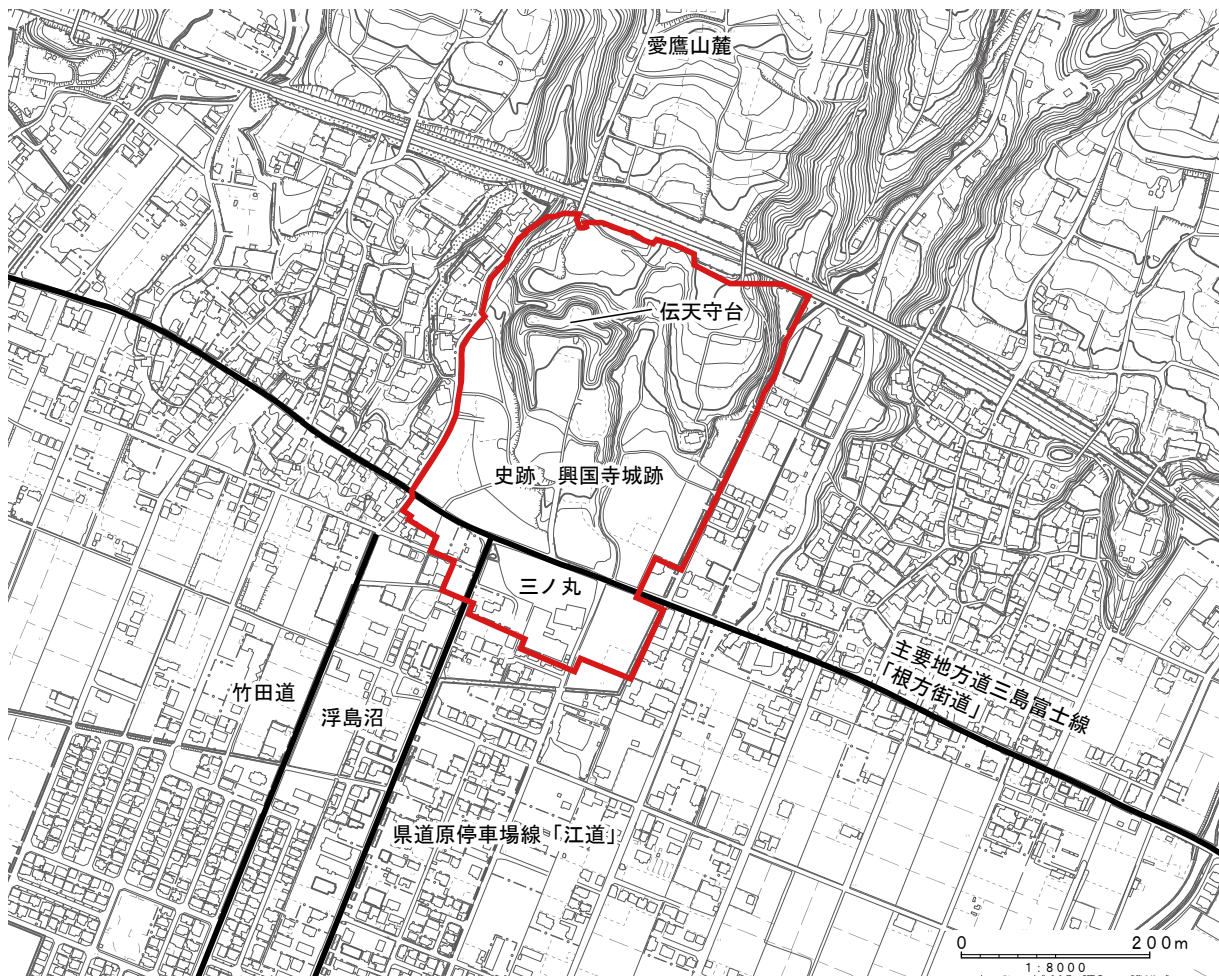 愛鷹山麓
伝天守台
史跡 興国寺城跡
三ノ丸
主要地方道三島富士線
「根方街道」
竹田道
浮島沼
県道原停車場線「江道」
0 200m
1:8000